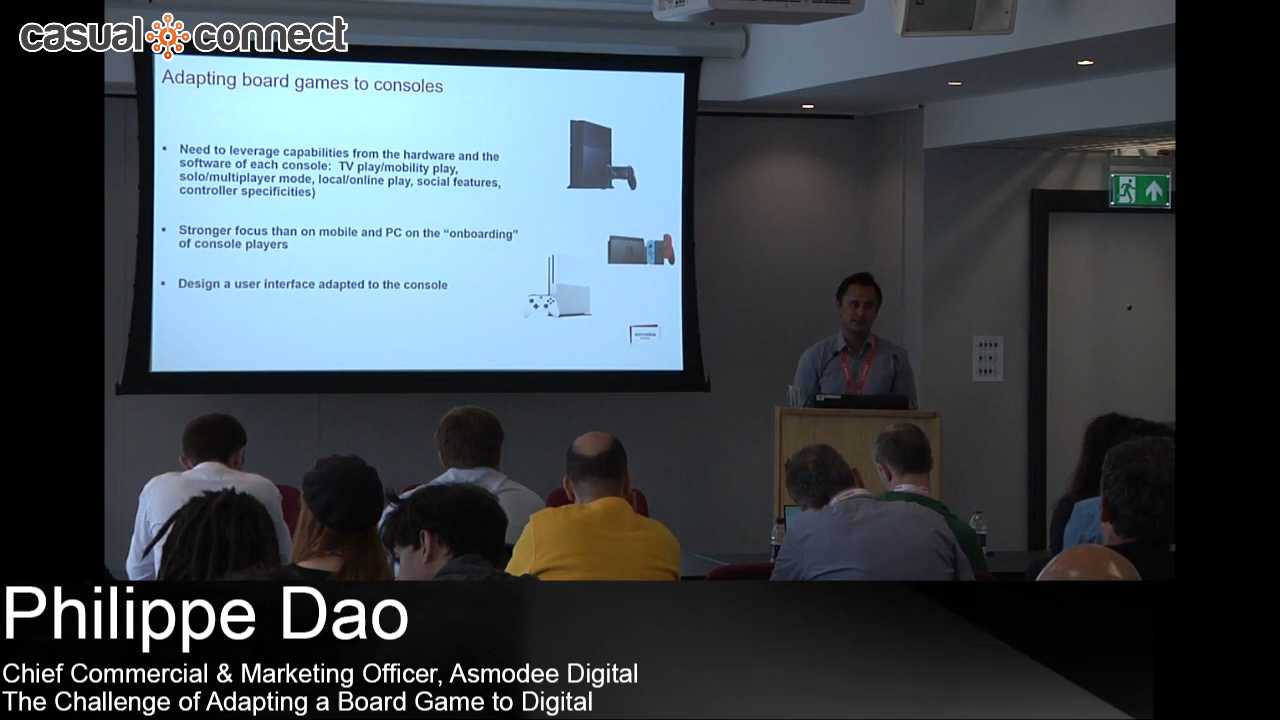 casual connect
Adapting board games to consoles
▪ Need to leverage capabilities from the hardware and the
software of each console: TV play/mobility play,
solo/multiplayer mode, local/online play, social features,
controller specificities)
▪ Stronger focus than on mobile and PC on the “onboarding”
of console players
▪ Design a user interface adapted to the console
Philippe Dao
Chief Commercial & Marketing Officer, Asmodee Digital
The Challenge of Adapting a Board Game to Digital